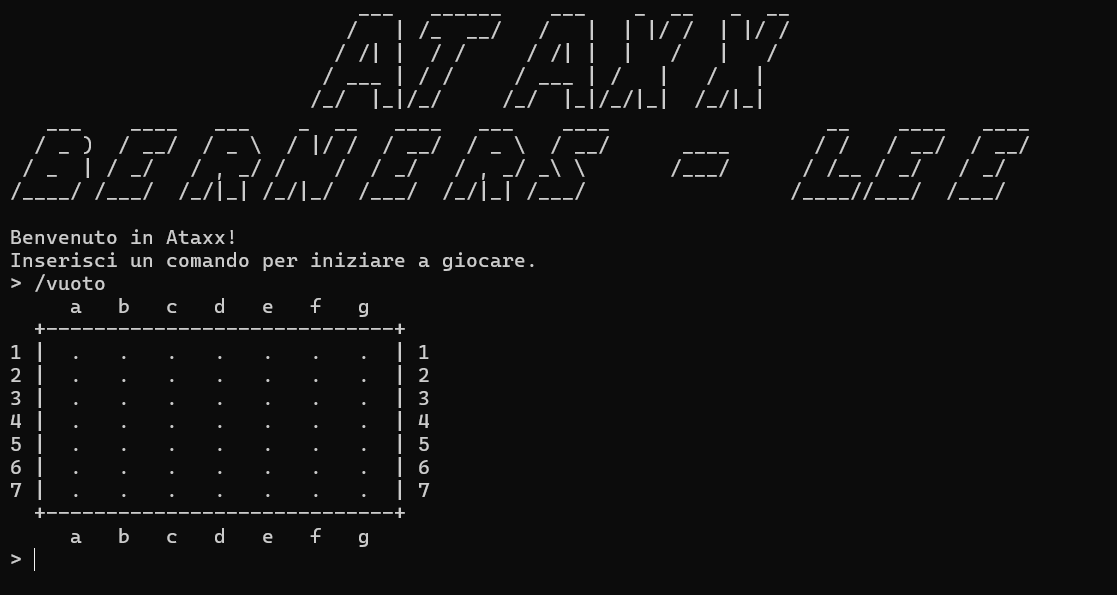 ATAXX
BERNERS - LEE
Benvenuto in Ataxx!
Inserisci un comando per iniziare a giocare.
> /vuoto
a b c d e f g
+-----------------------------+
1 | . . . . . . . | 1
2 | . . . . . . . | 2
3 | . . . . . . . | 3
4 | . . . . . . . | 4
5 | . . . . . . . | 5
6 | . . . . . . . | 6
7 | . . . . . . . | 7
+-----------------------------+
a b c d e f g
>